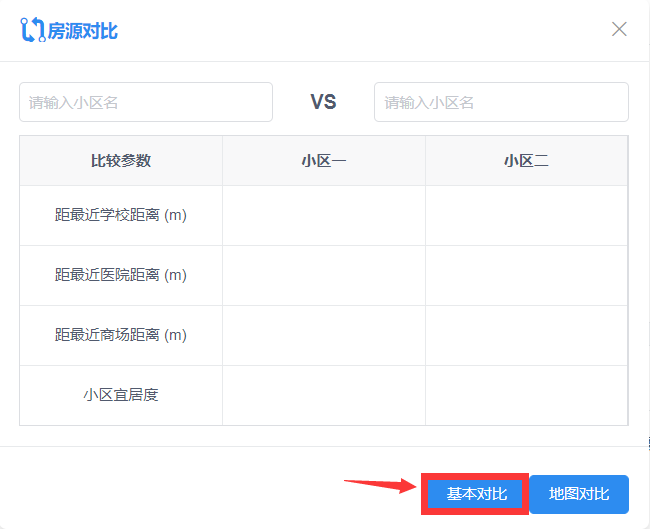 房源对比
请输入小区名
VS
请输入小区名
比较参数 小区一 小区二
距最近学校距离 (m)
距最近医院距离 (m)
距最近商场距离 (m)
小区宜居度
基本对比 地图对比